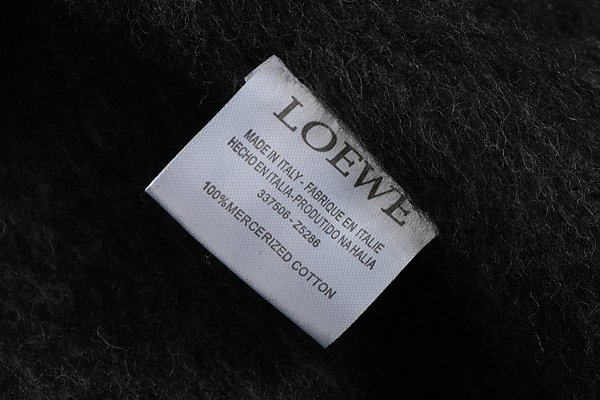 LOEWE
MADE IN ITALY - FABRIQUE EN ITALIE
HECHO EN ITALIA-PRODUTIDO NA HALIA
337506 - Z5286
100%MERCERIZED COTTON